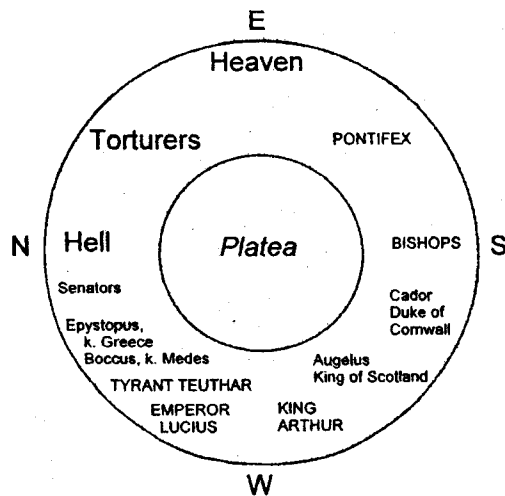 E
Heaven
Torturers
PONTIFEX
N
Hell
Platea
BISHOPS
S
Senators
Cador
Duke of
Cornwall
Epystopus,
k. Greece
Boccus, k. Medes
Augelus
King of Scotland
TYRANT TEUTHAR
EMPEROR
LUCIUS
KING
ARTHUR
W